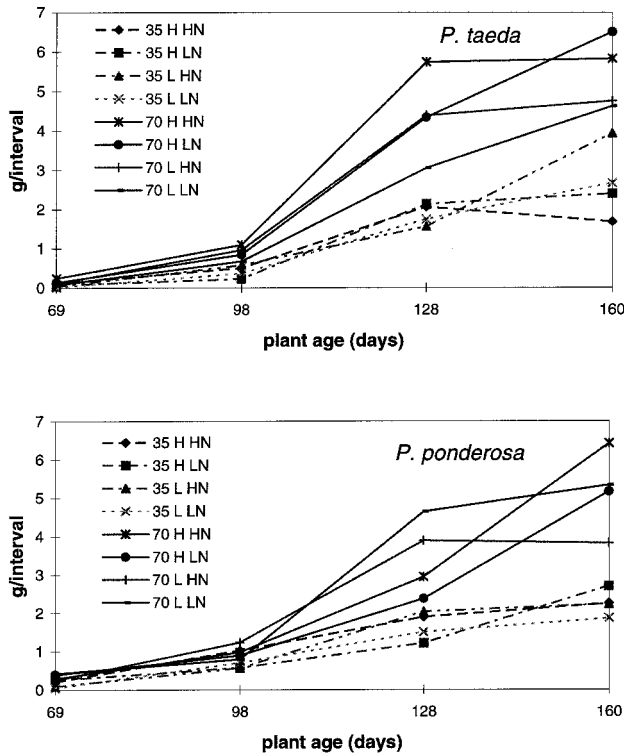 P. taeda
35 H HN
35 H LN
35 L HN
35 L LN
70 H HN
70 H LN
70 L HN
70 L LN
g/interval
7
6
5
4
3
2
1
0
69
98
128
160
plant age (days)
P. ponderosa
35 H HN
35 H LN
35 L HN
35 L LN
70 H HN
70 H LN
70 L HN
70 L LN
g/interval
7
6
5
4
3
2
1
0
69
98
128
160
plant age (days)